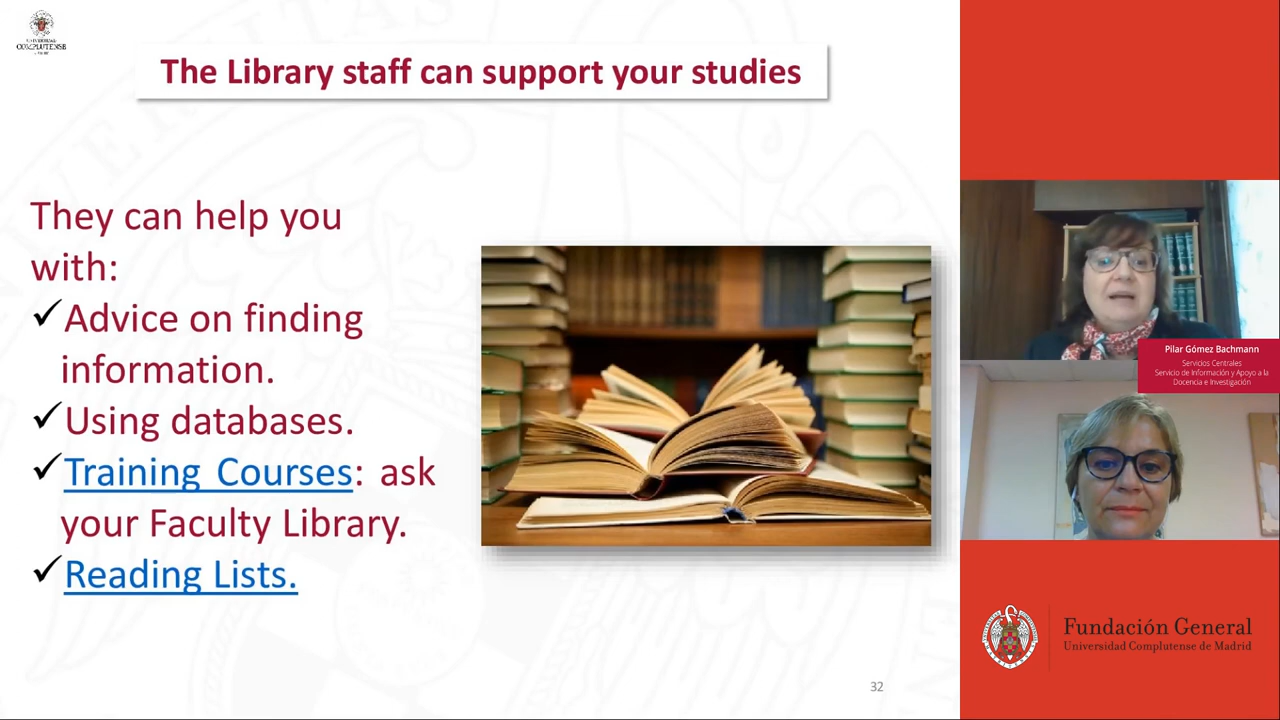 COMPLUTENSE
The Library staff can support your studies
They can help you
with:
✓Advice on finding
information.
✓Using databases.
✓Training Courses: ask
your Faculty Library.
✓Reading Lists.
32
Pilar Gómez Bachmann
Servicios Centrales
Servicio de Información y Apoyo a la
Docencia e Investigación
Fundación General
Universidad Complutense de Madrid